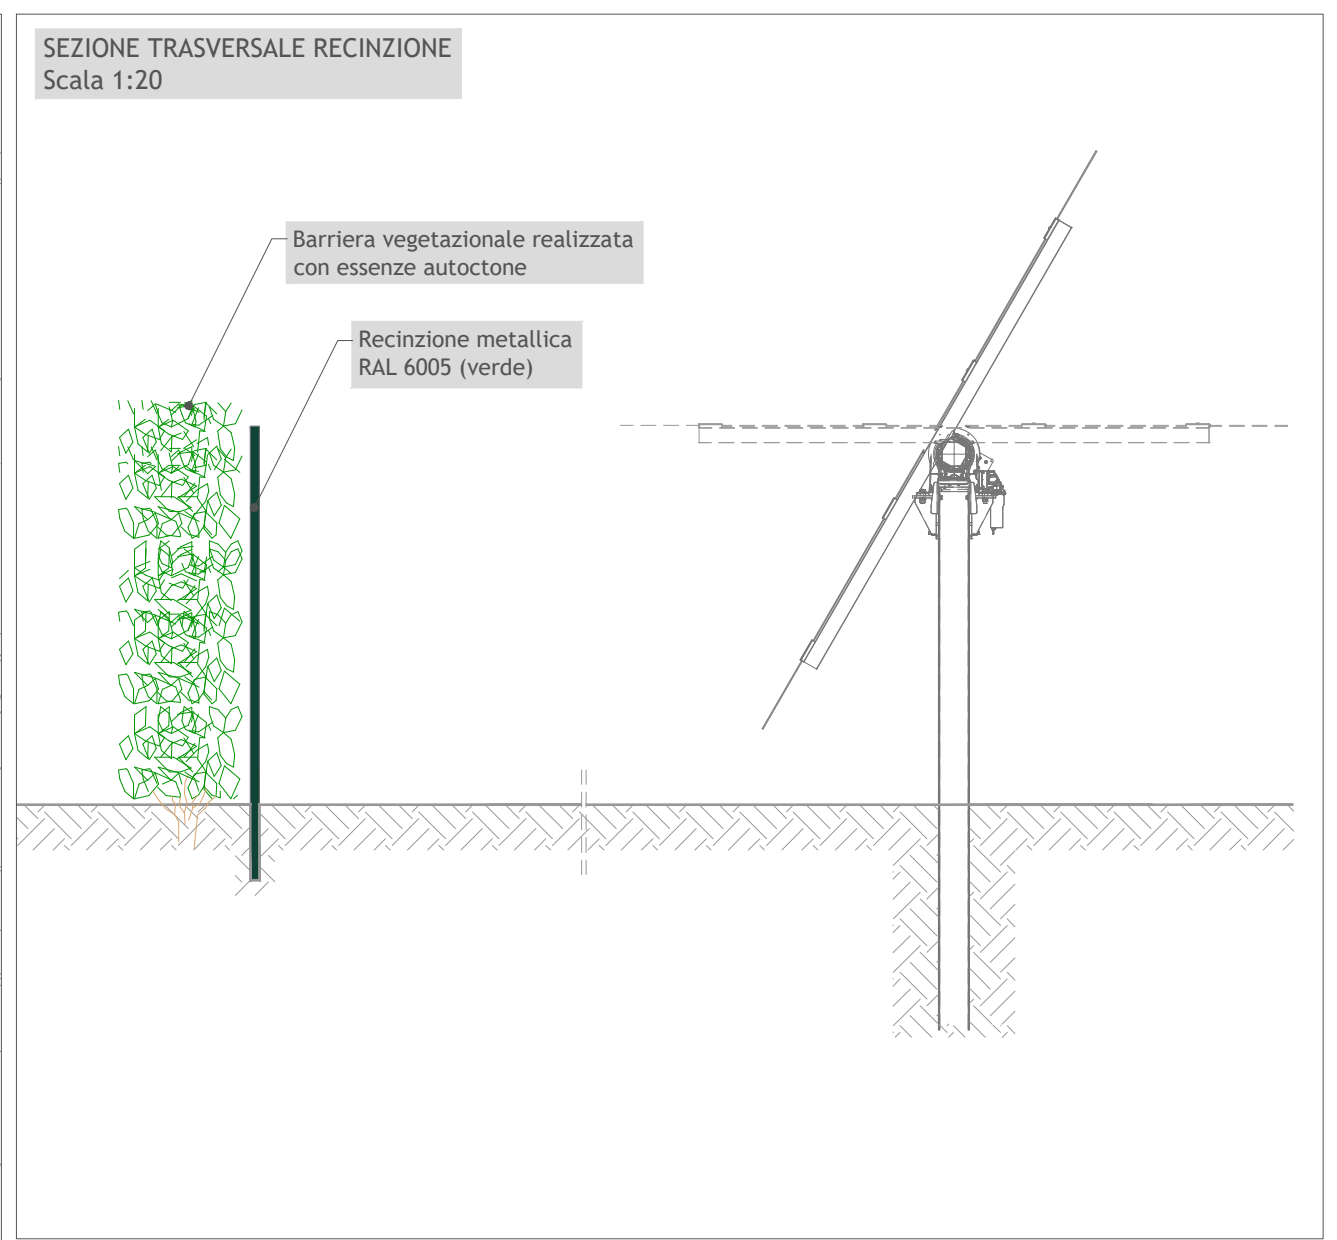 SEZIONE TRASVERSALE RECINZIONE
Scala 1:20
Barriera vegetazionale realizzata
con essenze autoctone
Recinzione metallica
RAL 6005 (verde)